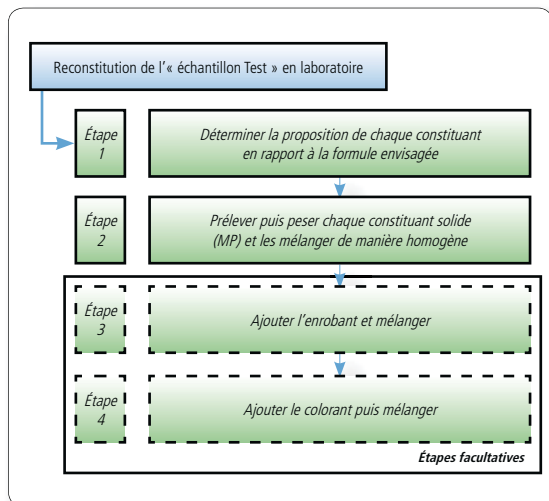 Reconstitution de l'« échantillon Test » en laboratoire
Étape
1
Déterminer la proposition de chaque constituant
en rapport à la formule envisagée
Étape
2
Prélever puis peser chaque constituant solide
(MP) et les mélanger de manière homogène
Étape
3
Ajouter l'enrobant et mélanger
Étape
4
Ajouter le colorant puis mélanger
Étapes facultatives